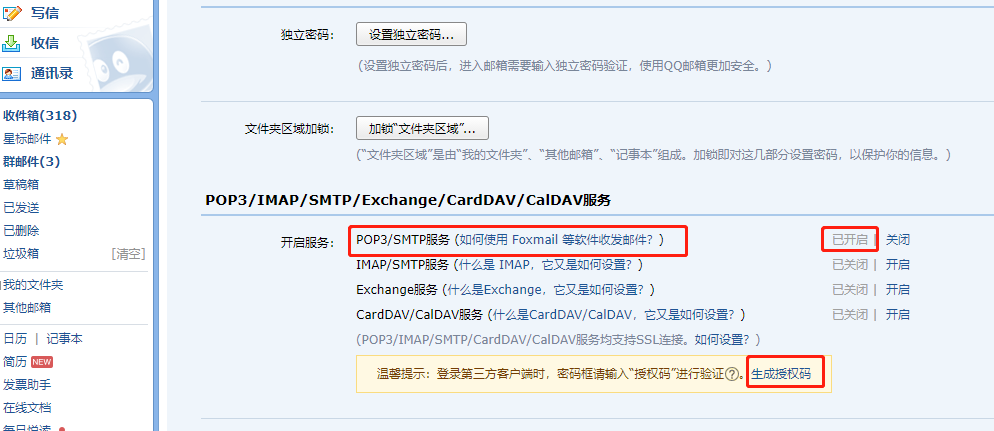 写信
收信
通讯录
收件箱(318)
星标邮件
群邮件(3)
草稿箱
已发送
已删除
垃圾箱 [清空]
我的文件夹
其他邮箱
日历 | 记事本
简历 NEW
发票助手
在线文档
每日悦读
独立密码： 设置独立密码...
(设置独立密码后，进入邮箱需要输入独立密码验证，使用QQ邮箱更加安全。)
文件夹区域加锁： 加锁“文件夹区域”...
(“文件夹区域”是由“我的文件夹”、“其他邮箱”、“记事本”组成。加锁即对这几部分设置密码，以保护你的信息。)
POP3/IMAP/SMTP/Exchange/CardDAV/CalDAV服务
开启服务： POP3/SMTP服务 (如何使用 Foxmail 等软件收发邮件？) 已开启 | 关闭
IMAP/SMTP服务 (什么是 IMAP，它又是如何设置？) 已关闭 | 开启
Exchange服务 (什么是Exchange，它又是如何设置？) 已关闭 | 开启
CardDAV/CalDAV服务 (什么是CardDAV/CalDAV，它又是如何设置？) 已关闭 | 开启
(POP3/IMAP/SMTP/CardDAV/CalDAV服务均支持SSL连接。如何设置？)
温馨提示：登录第三方客户端时，密码框请输入“授权码”进行验证?。生成授权码